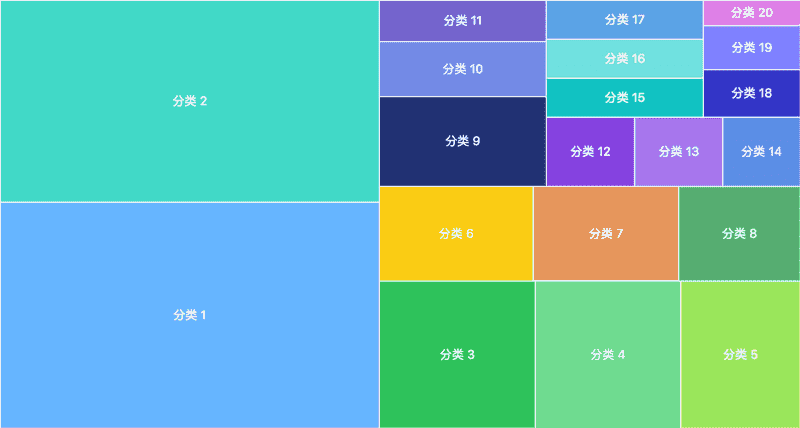 分类 2
分类 1
分类 11
分类 10
分类 9
分类 17
分类 16
分类 15
分类 20
分类 19
分类 18
分类 12
分类 13
分类 14
分类 6
分类 7
分类 8
分类 3
分类 4
分类 5